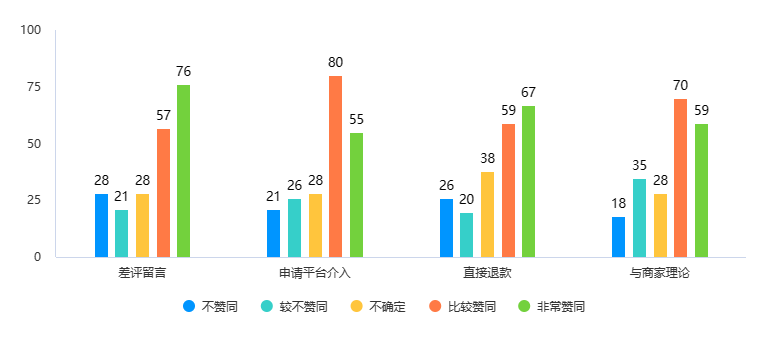 100
75
50
25
0
28 21 28 57 76
21 26 28 80 55
26 20 38 59 67
18 35 28 70 59
差评留言 申请平台介入 直接退款 与商家理论
不赞同 较不赞同 不确定 比较赞同 非常赞同